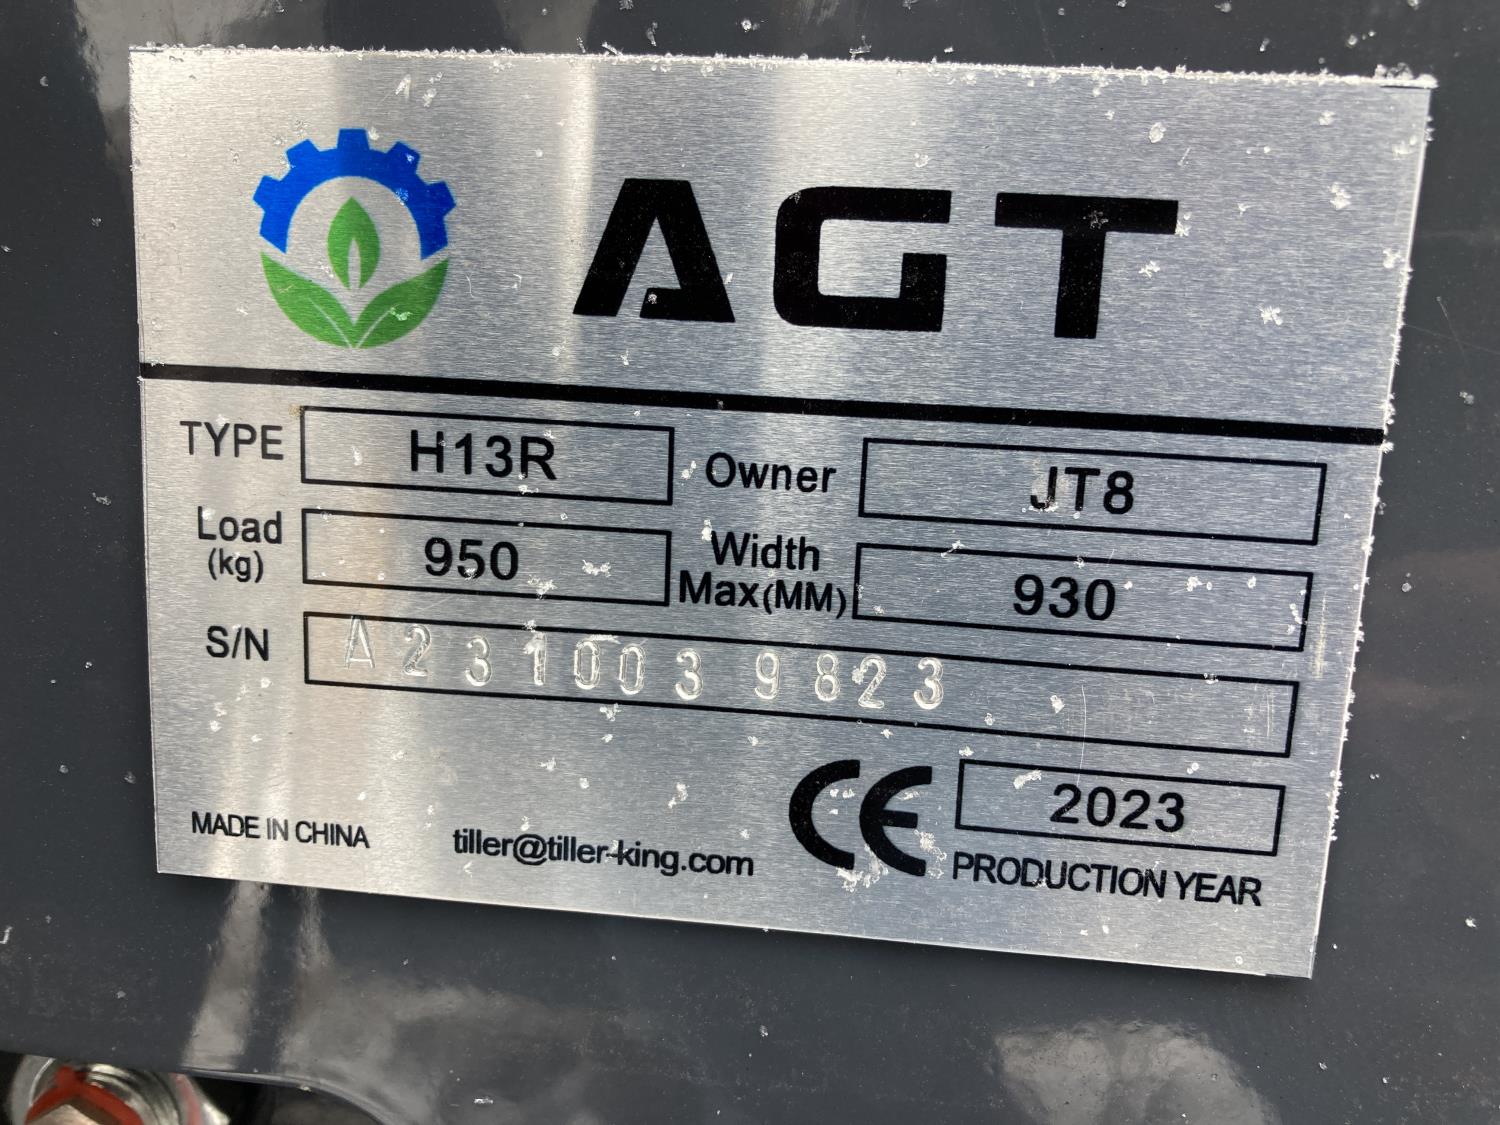 AGT
TYPE H13R Owner JT8
Load (kg) 950 Width Max(MM) 930
S/N A2310039823
CE 2023
MADE IN CHINA tiller@tiller-king.com PRODUCTION YEAR